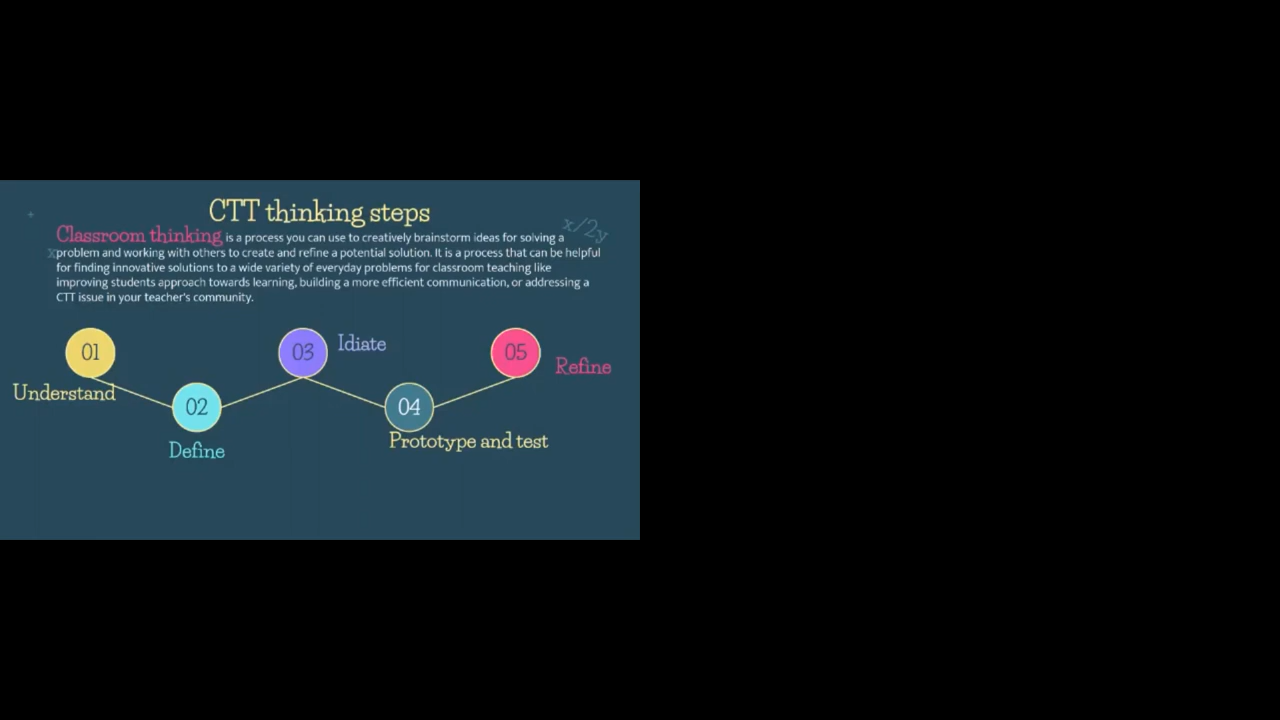 CTT thinking steps
x/2y
Classroom thinking is a process you can use to creatively brainstorm ideas for solving a
x
problem and working with others to create and refine a potential solution. It is a process that can be helpful
for finding innovative solutions to a wide variety of everyday problems for classroom teaching like
improving students approach towards learning, building a more efficient communication, or addressing a
CTT issue in your teacher's community.
01
Understand
02
Define
03
Idiate
04
Prototype and test
05
Refine